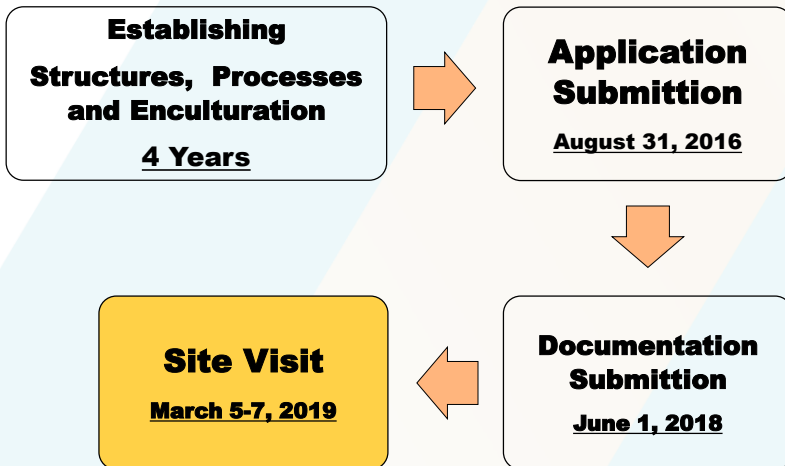 Establishing
Structures, Processes
and Enculturation
4 Years
Application
Submittion
August 31, 2016
Documentation
Submittion
June 1, 2018
Site Visit
March 5-7, 2019